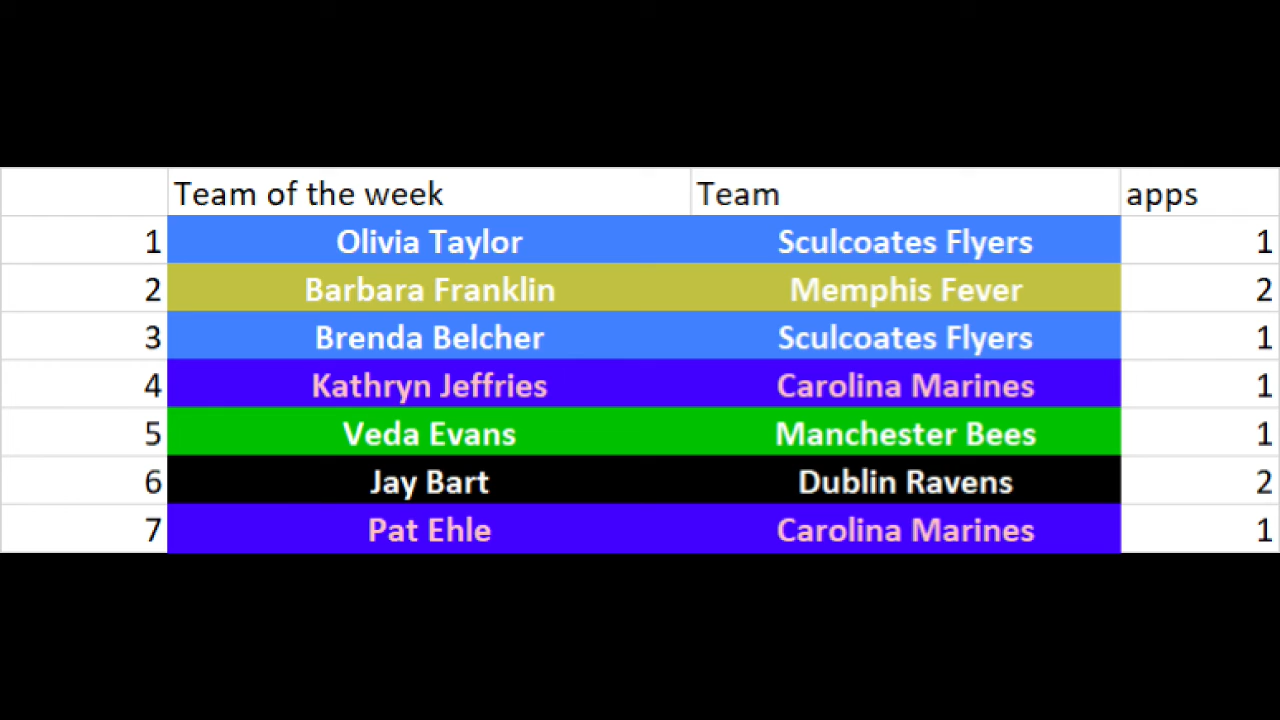 Team of the week Team apps
1 Olivia Taylor Sculcoates Flyers 1
2 Barbara Franklin Memphis Fever 2
3 Brenda Belcher Sculcoates Flyers 1
4 Kathryn Jeffries Carolina Marines 1
5 Veda Evans Manchester Bees 1
6 Jay Bart Dublin Ravens 2
7 Pat Ehle Carolina Marines 1